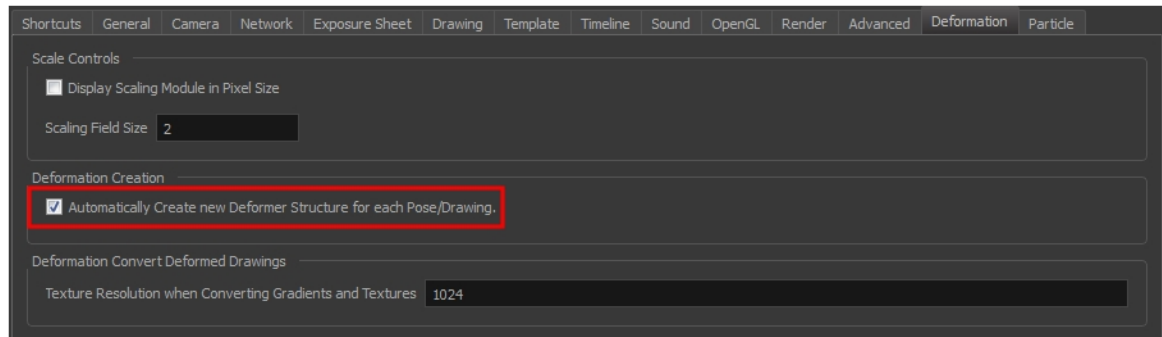 Shortcuts General Camera Network Exposure Sheet Drawing Template Timeline Sound OpenGL Render Advanced Deformation Particle
Scale Controls
Display Scaling Module in Pixel Size
Scaling Field Size 2
Deformation Creation
Automatically Create new Deformer Structure for each Pose/Drawing.
Deformation Convert Deformed Drawings
Texture Resolution when Converting Gradients and Textures 1024